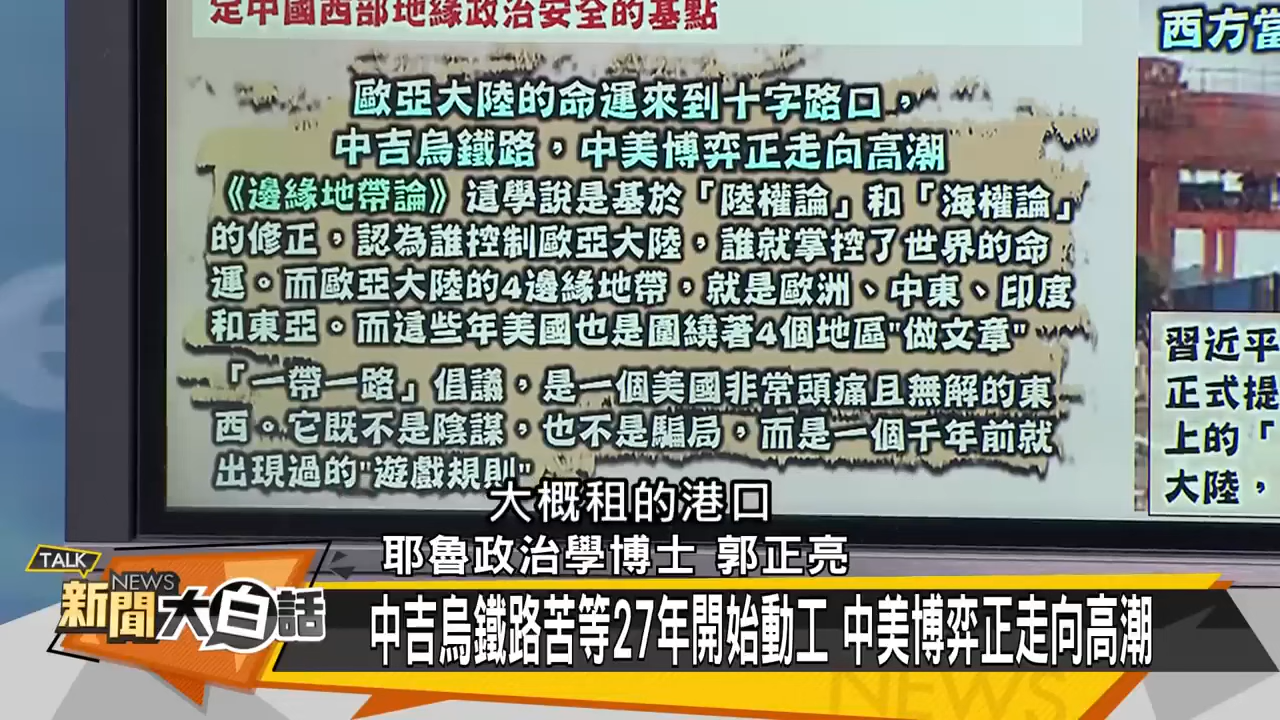 定中國西部地緣政治安全的基點
歐亞大陸的命運來到十字路口，
中吉烏鐵路，中美博弈正走向高潮
《邊緣地帶論》這學說是基於「陸權論」和「海權論」
的修正，認為誰控制歐亞大陸，誰就掌控了世界的命
運。而歐亞大陸的4邊緣地帶，就是歐洲、中東、印度
和東亞。而這些年美國也是圍繞著4個地區"做文章"
「一帶一路」倡議，是一個美國非常頭痛且無解的東
西。它既不是陰謀，也不是騙局，而是一個千年前就
出現過的"遊戲規則"
西方當
習近平
正式提
上的「
大陸，
大概租的港口
耶魯政治學博士 郭正亮
TALK
NEWS
新聞大白話
中吉烏鐵路苦等27年開始動工 中美博弈正走向高潮
NEWS